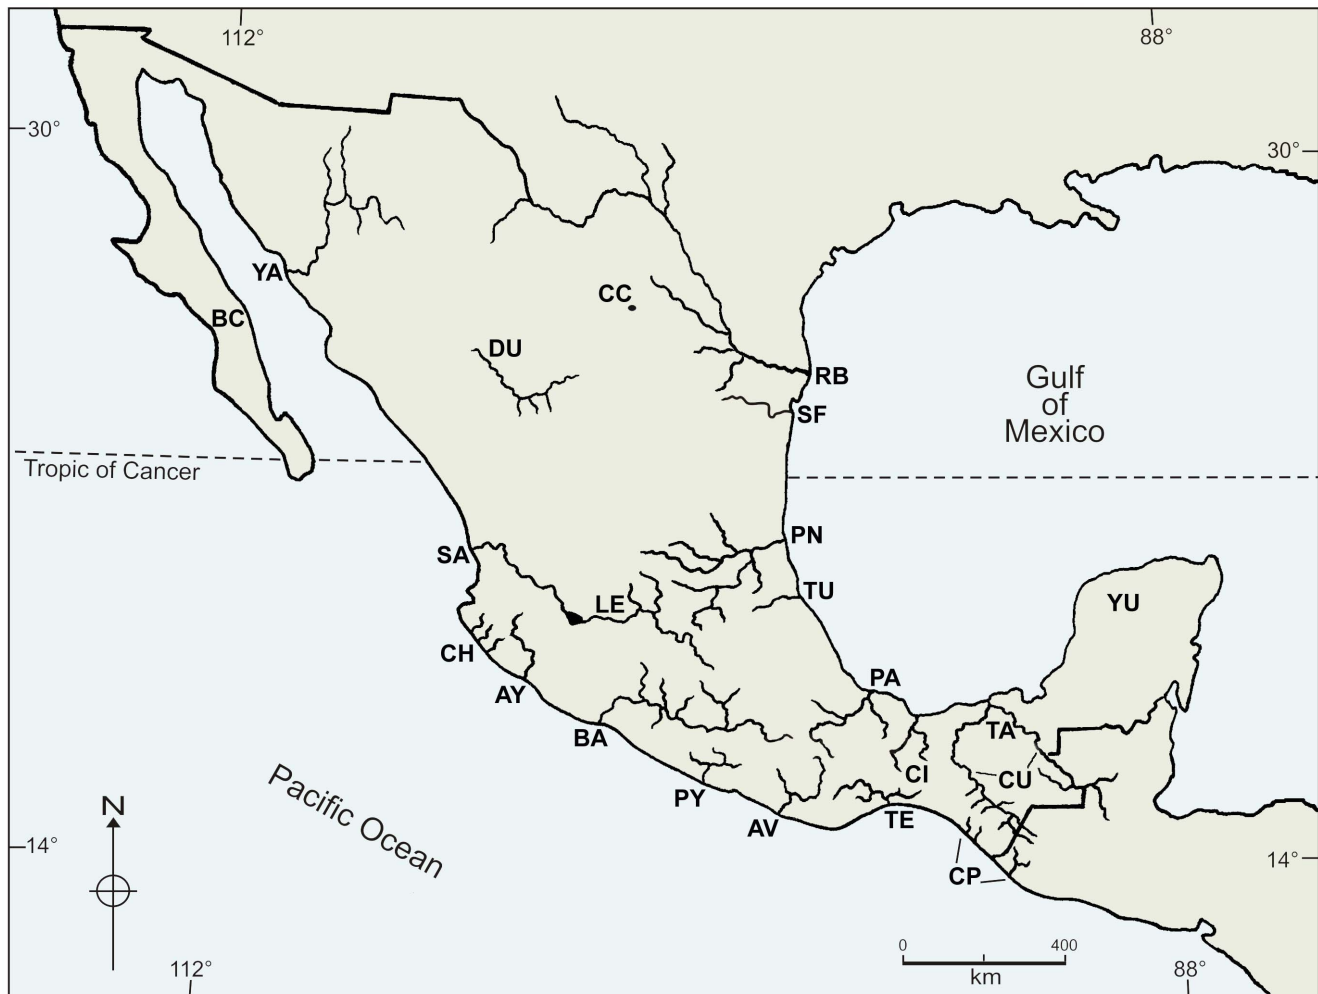 112°
88°
30°
30°
YA
CC
BC
DU
RB
SF
Gulf
of
Mexico
Tropic of Cancer
PN
SA
TU
LE
YU
CH
PA
AY
TA
BA
CI
CU
PY
AV
TE
Pacific Ocean
N
14°
14°
CP
0
400
km
112°
88°